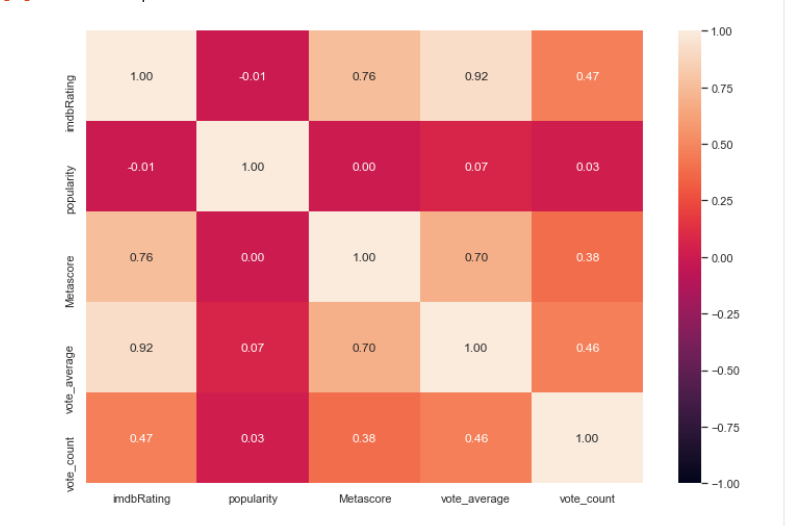 1.00
imdbRating 1.00 -0.01 0.76 0.92 0.47
0.75
0.50
popularity -0.01 1.00 0.00 0.07 0.03
0.25
Metascore 0.76 0.00 1.00 0.70 0.38
0.00
−0.25
vote_average 0.92 0.07 0.70 1.00 0.46
−0.50
vote_count 0.47 0.03 0.38 0.46 1.00
−0.75
−1.00
imdbRating popularity Metascore vote_average vote_count